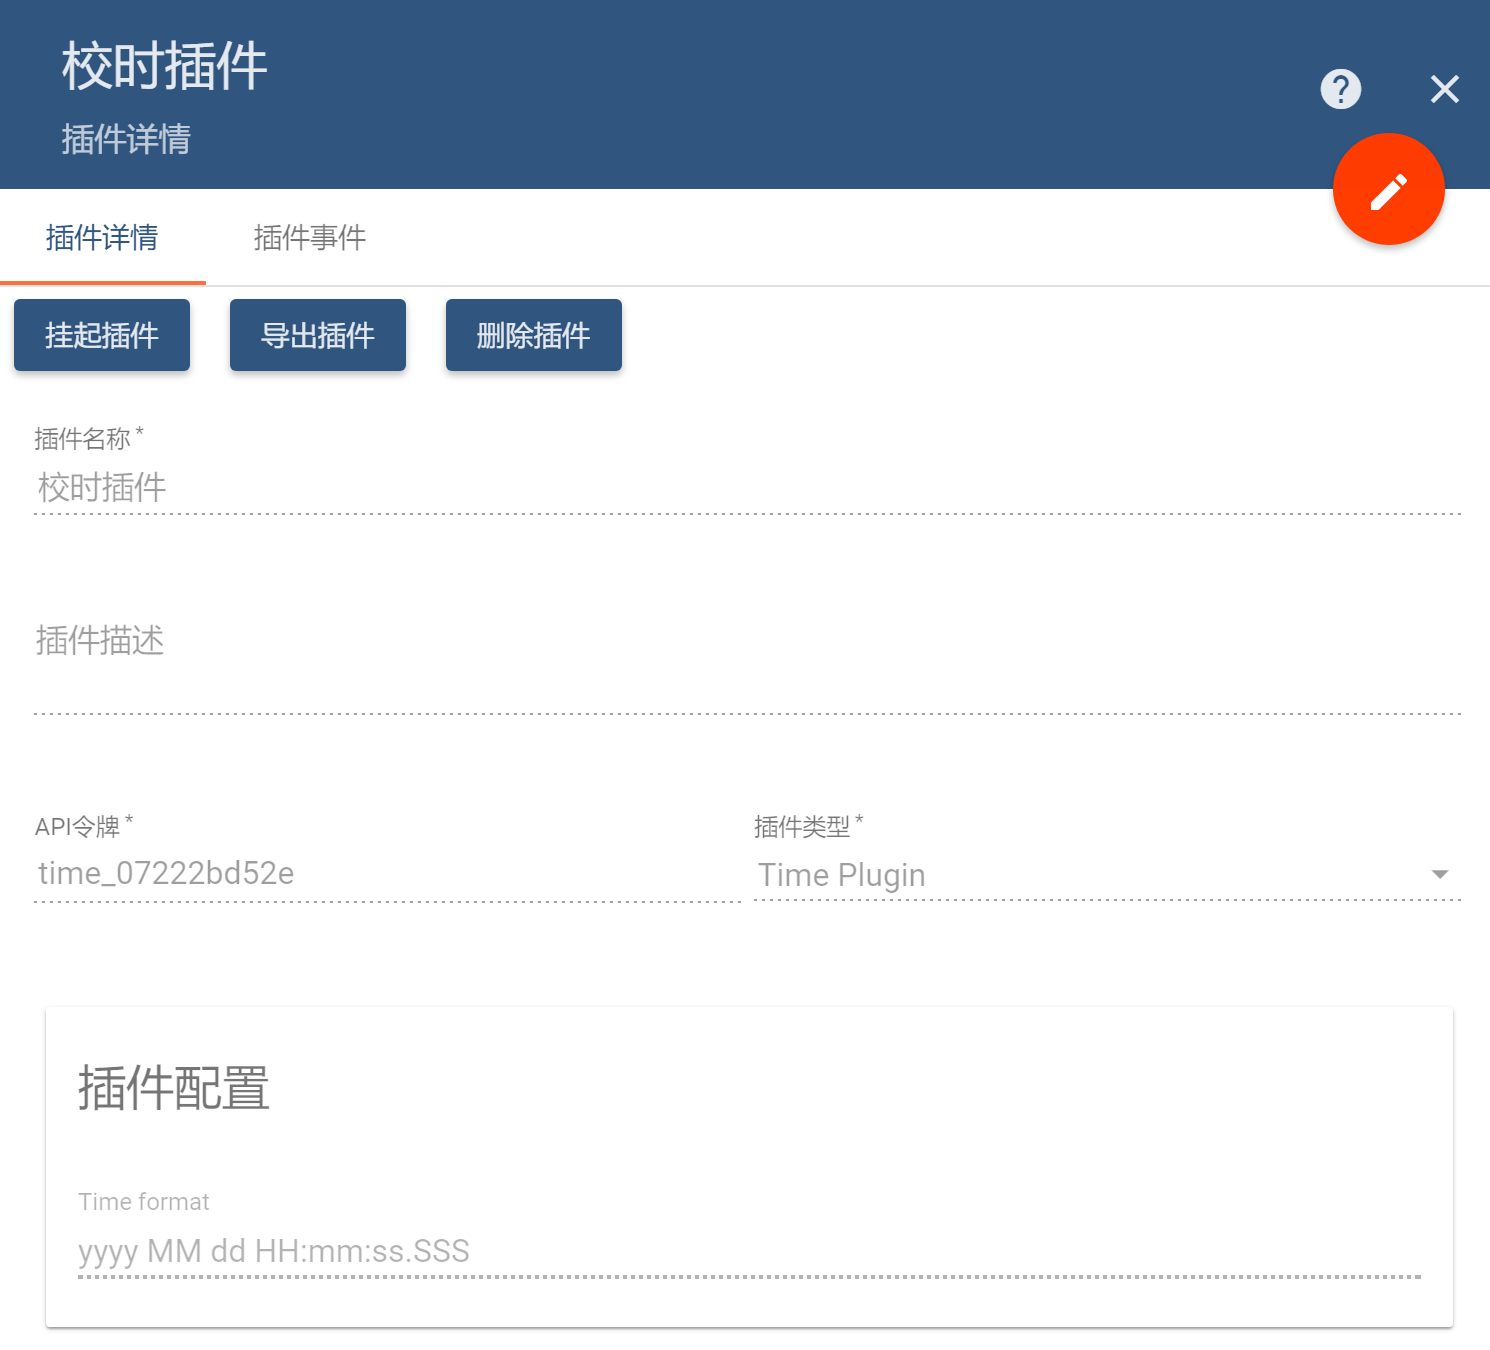 校时插件
插件详情
插件详情
插件事件
挂起插件
导出插件
删除插件
插件名称 *
校时插件
插件描述
API令牌 *
time_07222bd52e
插件类型 *
Time Plugin
插件配置
Time format
yyyy MM dd HH:mm:ss.SSS